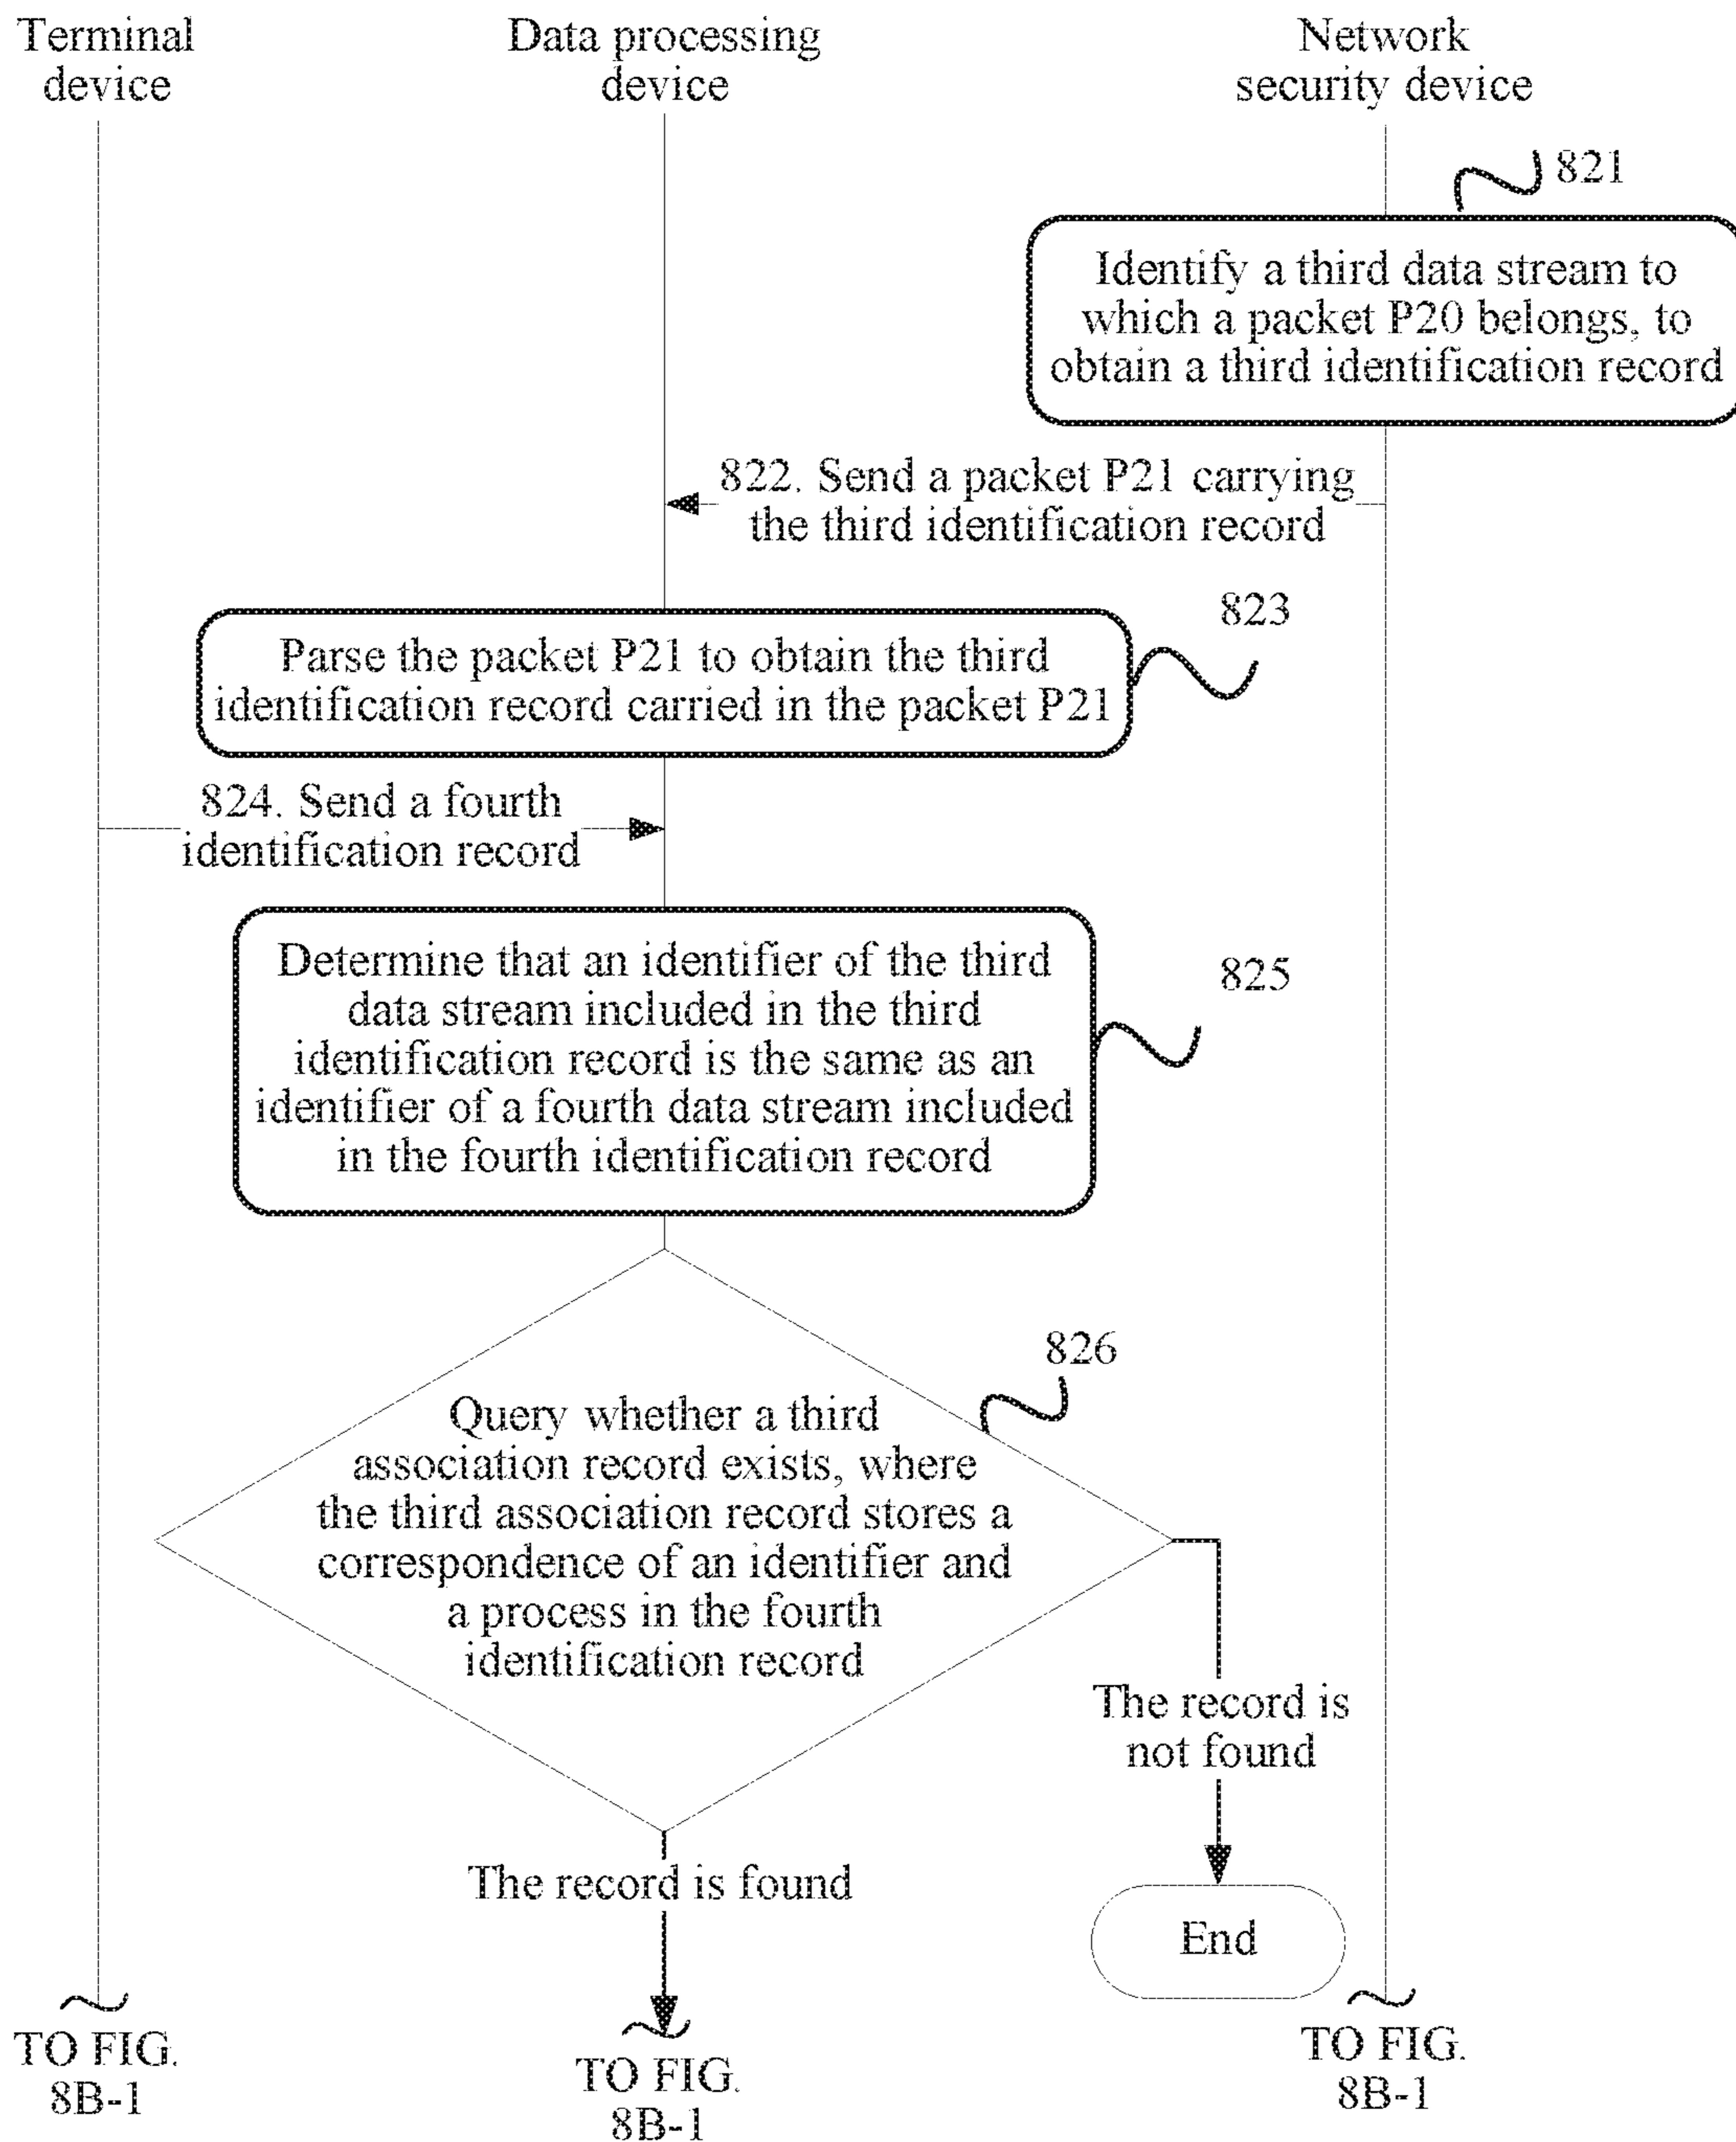 Terminal
device
Data processing
device
Network
security device
821
Identify a third data stream to
which a packet P20 belongs, to
obtain a third identification record
822. Send a packet P21 carrying
the third identification record
823
Parse the packet P21 to obtain the third
identification record carried in the packet P21
824. Send a fourth
identification record
825
Determine that an identifier of the third
data stream included in the third
identification record is the same as an
identifier of a fourth data stream included
in the fourth identification record
826
Query whether a third
association record exists, where
the third association record stores a
correspondence of an identifier and
a process in the fourth
identification record
The record is
not found
The record is found
End
TO FIG.
8B-1
TO FIG.
8B-1
TO FIG.
8B-1